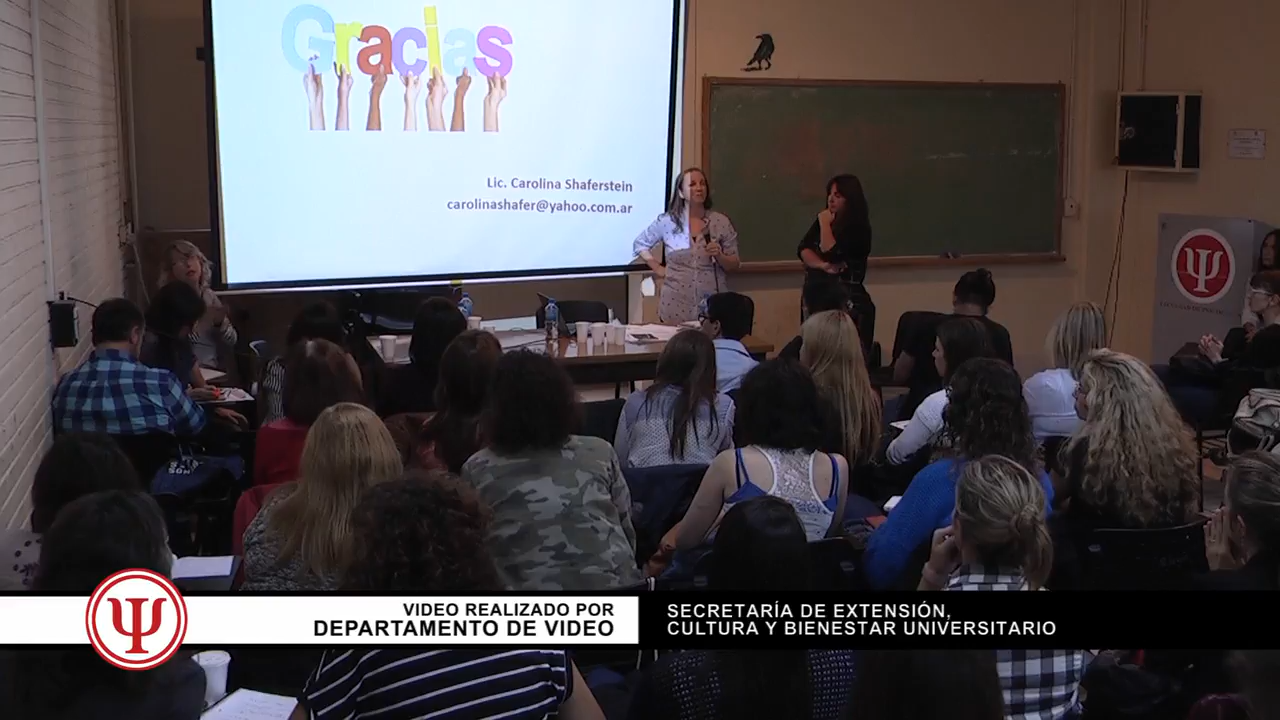 Gracias
Lic. Carolina Shaferstein
carolinashafer@yahoo.com.ar
Ψ
Ψ
VIDEO REALIZADO POR
DEPARTAMENTO DE VIDEO
SECRETARÍA DE EXTENSIÓN,
CULTURA Y BIENESTAR UNIVERSITARIO